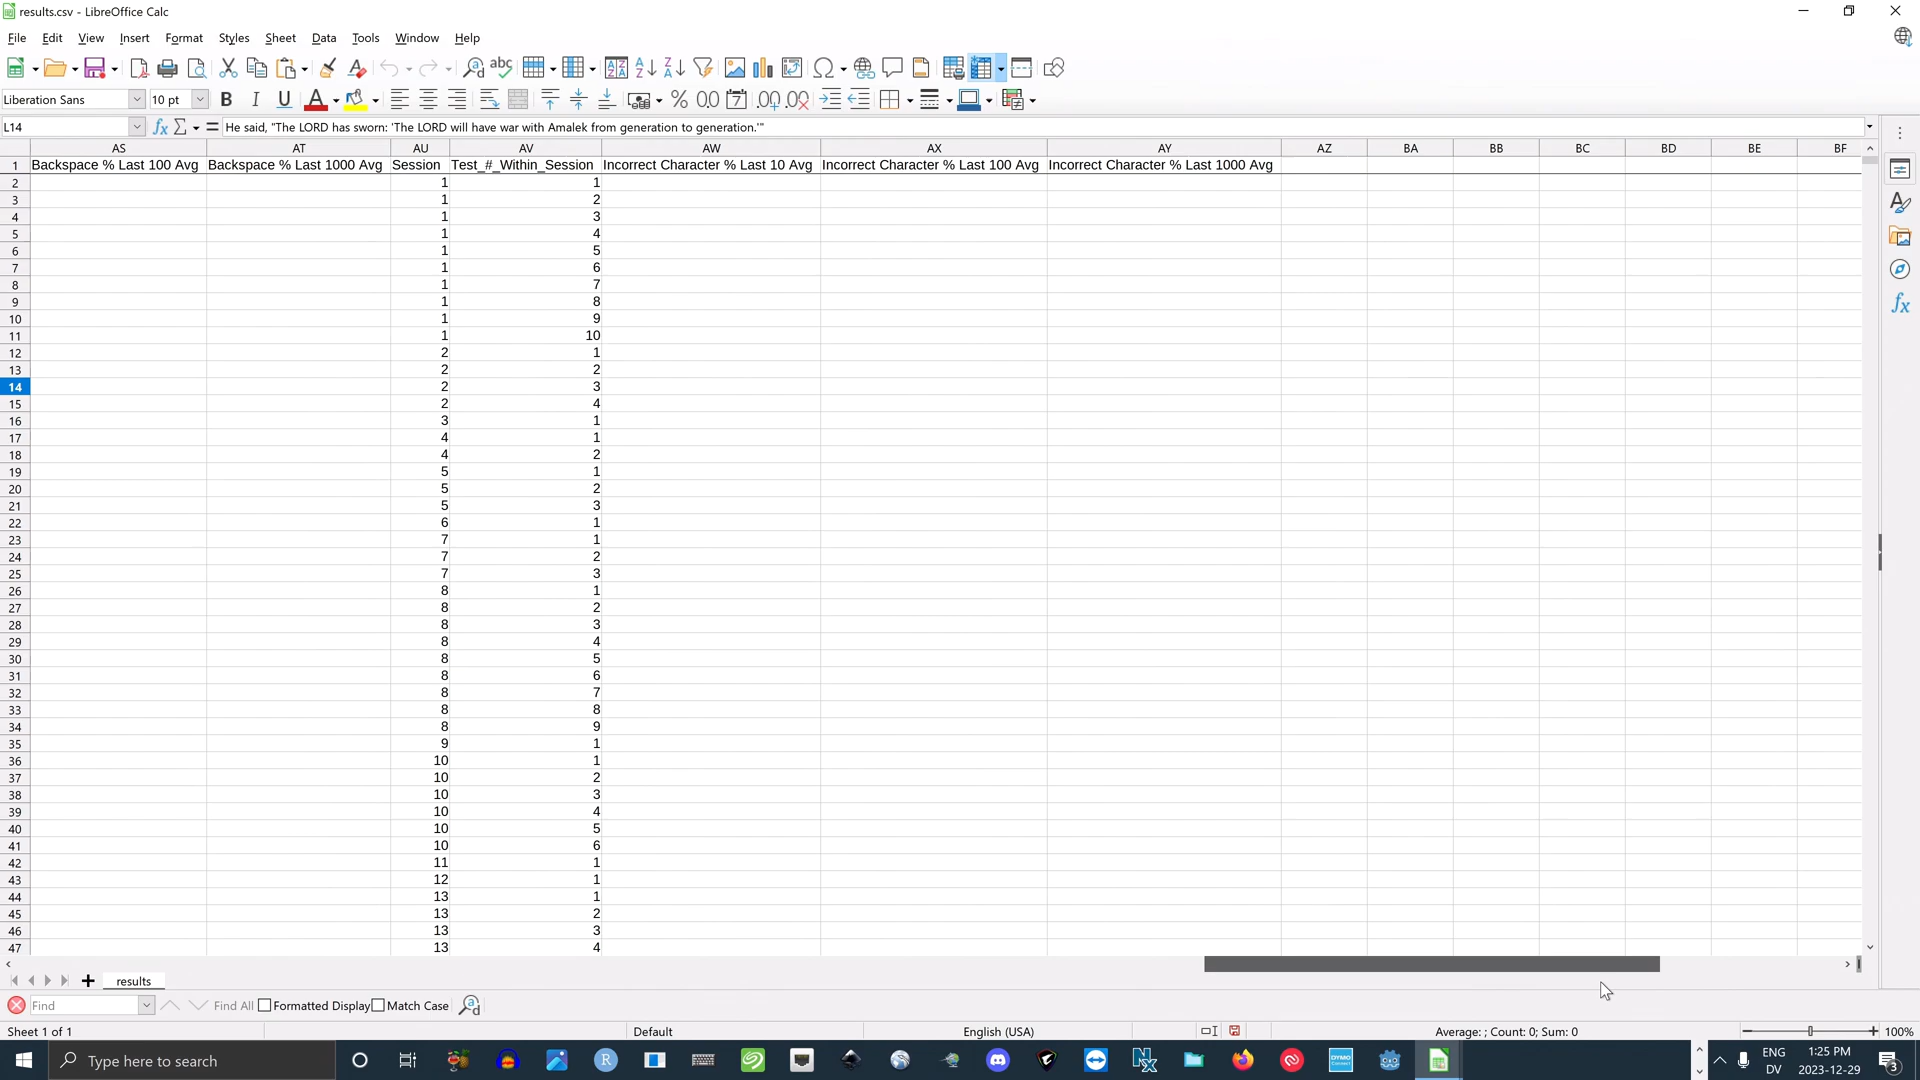 results.csv - LibreOffice Calc
File Edit View Insert Format Styles Sheet Data Tools Window Help
Liberation Sans 10 pt
L14 He said, "The LORD has sworn: 'The LORD will have war with Amalek from generation to generation.'"
AS AT AU AV AW AX AY AZ BA BB BC BD BE BF
1 Backspace % Last 100 Avg Backspace % Last 1000 Avg Session Test_#_Within_Session Incorrect Character % Last 10 Avg Incorrect Character % Last 100 Avg Incorrect Character % Last 1000 Avg
2 1 1
3 1 2
4 1 3
5 1 4
6 1 5
7 1 6
8 1 7
9 1 8
10 1 9
11 1 10
12 2 1
13 2 2
14 2 3
15 2 4
16 3 1
17 4 1
18 4 2
19 5 1
20 5 2
21 5 3
22 6 1
23 7 1
24 7 2
25 7 3
26 8 1
27 8 2
28 8 3
29 8 4
30 8 5
31 8 6
32 8 7
33 8 8
34 8 9
35 9 1
36 10 1
37 10 2
38 10 3
39 10 4
40 10 5
41 10 6
42 11 1
43 12 1
44 13 1
45 13 2
46 13 3
47 13 4
results
Find Find All Formatted Display Match Case
Sheet 1 of 1 Default English (USA) Average: ; Count: 0; Sum: 0 100%
Type here to search ENG 1:25 PM
DV 2023-12-29 3